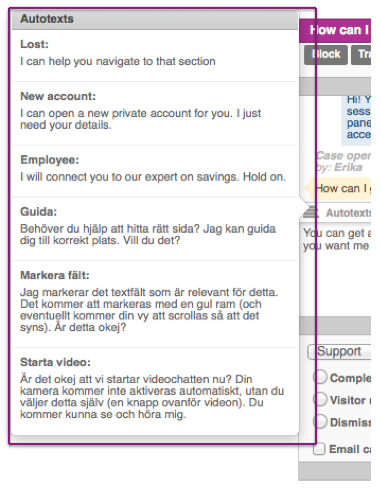 Autotexts
Lost:
I can help you navigate to that section
New account:
I can open a new private account for you. I just
need your details.
Employee:
I will connect you to our expert on savings. Hold on.
Guida:
Behöver du hjälp att hitta rätt sida? Jag kan guida
dig till korrekt plats. Vill du det?
Markera fält:
Jag markerar det textfält som är relevant för detta.
Det kommer att markeras med en gul ram (och
eventuellt kommer din vy att scrollas så att det
syns). Är detta okej?
Starta video:
Är det okej att vi startar videochatten nu? Din
kamera kommer inte aktiveras automatiskt, utan du
väljer detta själv (en knapp ovanför videon). Du
kommer kunna se och höra mig.
How can I
Block
Hi! Y
sess
pane
acce
Case open
by: Erika
How can I g
Autotexts
You can get a
you want me
Support
Comple
Visitor
Dismiss
Email ca